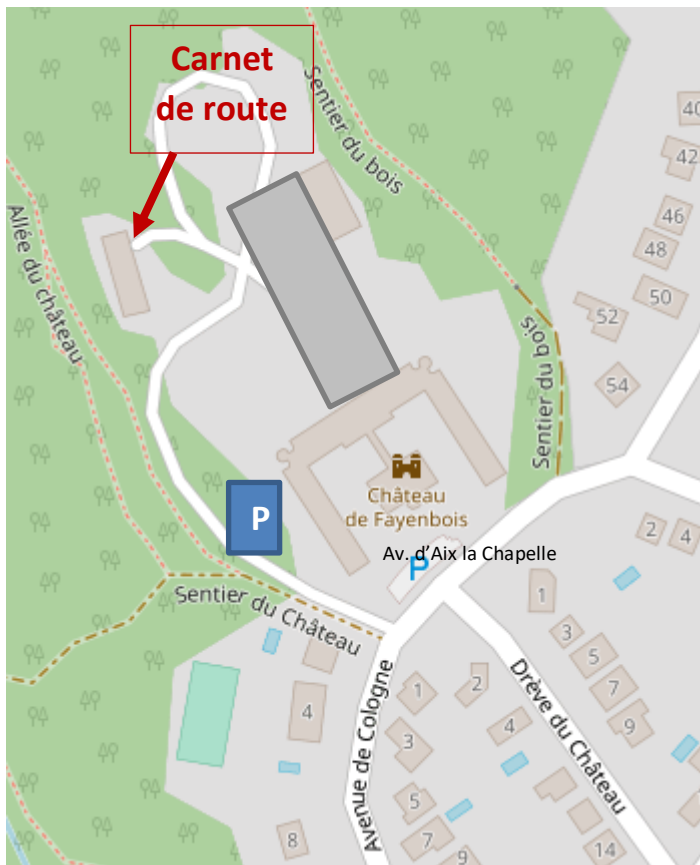 Carnet
de route
Sentier du bois
Allée du château
40
42
46
48
50
52
54
Sentier du bois
Château
de Fayenbois
P
Av. d'Aix la Chapelle
P
Sentier du Château
2
4
1
3
5
7
9
Drève du Château
14
Avenue de Cologne
1
2
3
4
4
5
7
8
9